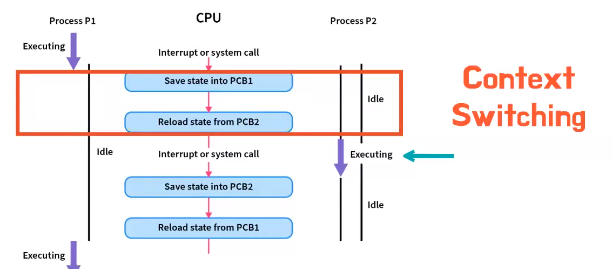 Process P1
CPU
Process P2
Executing
Interrupt or system call
Save state into PCB1
Idle
Reload state from PCB2
Context
Switching
Idle
Interrupt or system call
Executing
Save state into PCB2
Idle
Reload state from PCB1
Executing